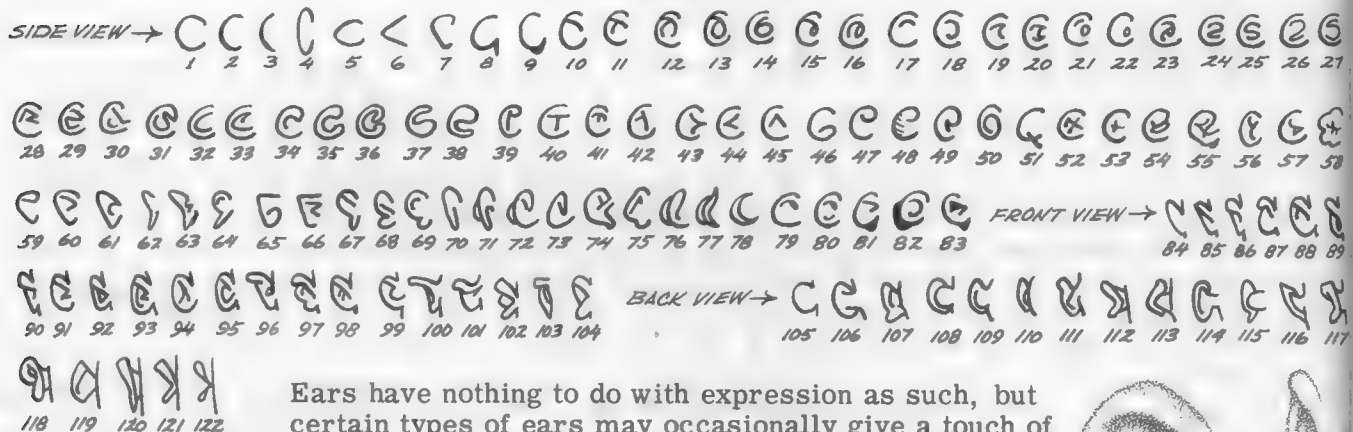 SIDE VIEW→
1 2 3 4 5 6 7 8 9 10 11 12 13 14 15 16 17 18 19 20 21 22 23 24 25 26 27
28 29 30 31 32 33 34 35 36 37 38 39 40 41 42 43 44 45 46 47 48 49 50 51 52 53 54 55 56 57 58
FRONT VIEW→
59 60 61 62 63 64 65 66 67 68 69 70 71 72 73 74 75 76 77 78 79 80 81 82 83 84 85 86 87 88 89
BACK VIEW→
90 91 92 93 94 95 96 97 98 99 100 101 102 103 104 105 106 107 108 109 110 111 112 113 114 115 116 117
118 119 120 121 122
Ears have nothing to do with expression as such, but
certain types of ears may occasionally give a touch of